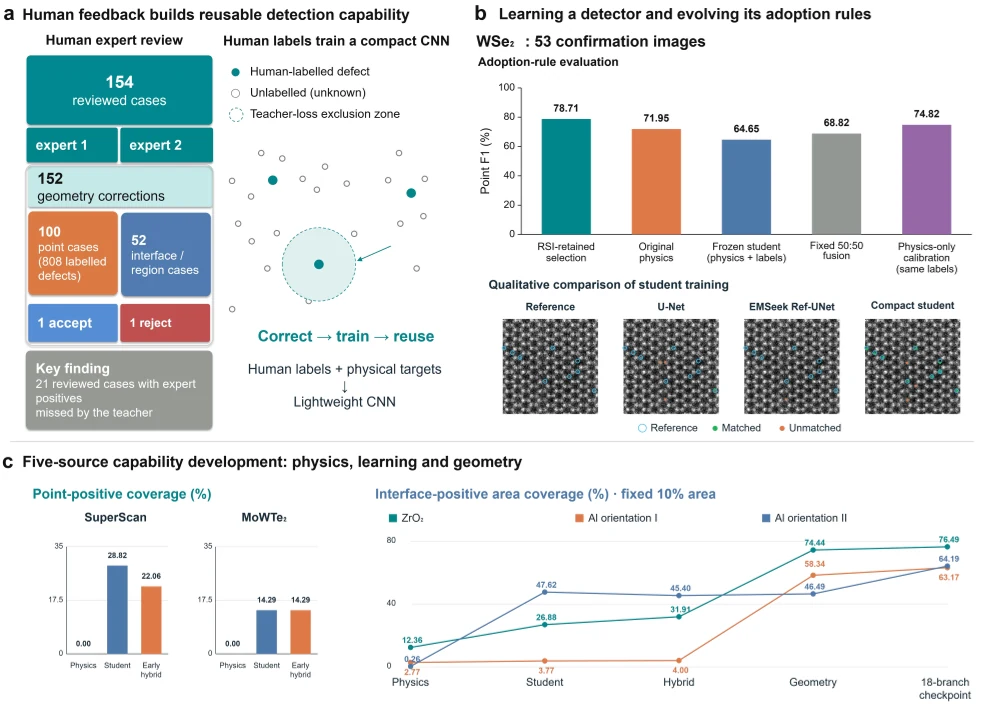 a Human feedback builds reusable detection capability
Human expert review
154
reviewed cases
expert 1
expert 2
152
geometry corrections
100
point cases
(808 labelled
defects)
52
interface /
region cases
1 accept
1 reject
Key finding
21 reviewed cases with expert
positives
missed by the teacher
Human labels train a compact CNN
Human-labelled defect
Unlabelled (unknown)
Teacher-loss exclusion zone
Correct → train → reuse
Human labels + physical targets
↓
Lightweight CNN
b Learning a detector and evolving its adoption rules
WSe₂ : 53 confirmation images
Adoption-rule evaluation
Point F1 (%)
100
80
60
40
20
0
78.71
71.95
64.65
68.82
74.82
RSI-retained
selection
Original
physics
Frozen student
(physics + labels)
Fixed 50:50
fusion
Physics-only
calibration
(same labels)
Qualitative comparison of student training
Reference
U-Net
EMSeek Ref-UNet
Compact student
Reference
Matched
Unmatched
c Five-source capability development: physics, learning and geometry
Point-positive coverage (%)
SuperScan
35
17.5
0
0.00
28.82
22.06
Physics
Student
Early
hybrid
MoWTe₂
35
17.5
0
0.00
14.29
14.29
Physics
Student
Early
hybrid
Interface-positive area coverage (%) · fixed 10% area
ZrO₂
Al orientation I
Al orientation II
80
40
0
12.36
0.26
2.77
47.62
26.88
3.77
45.40
31.91
4.00
74.44
58.34
46.49
76.49
64.19
63.17
Physics
Student
Hybrid
Geometry
18-branch
checkpoint